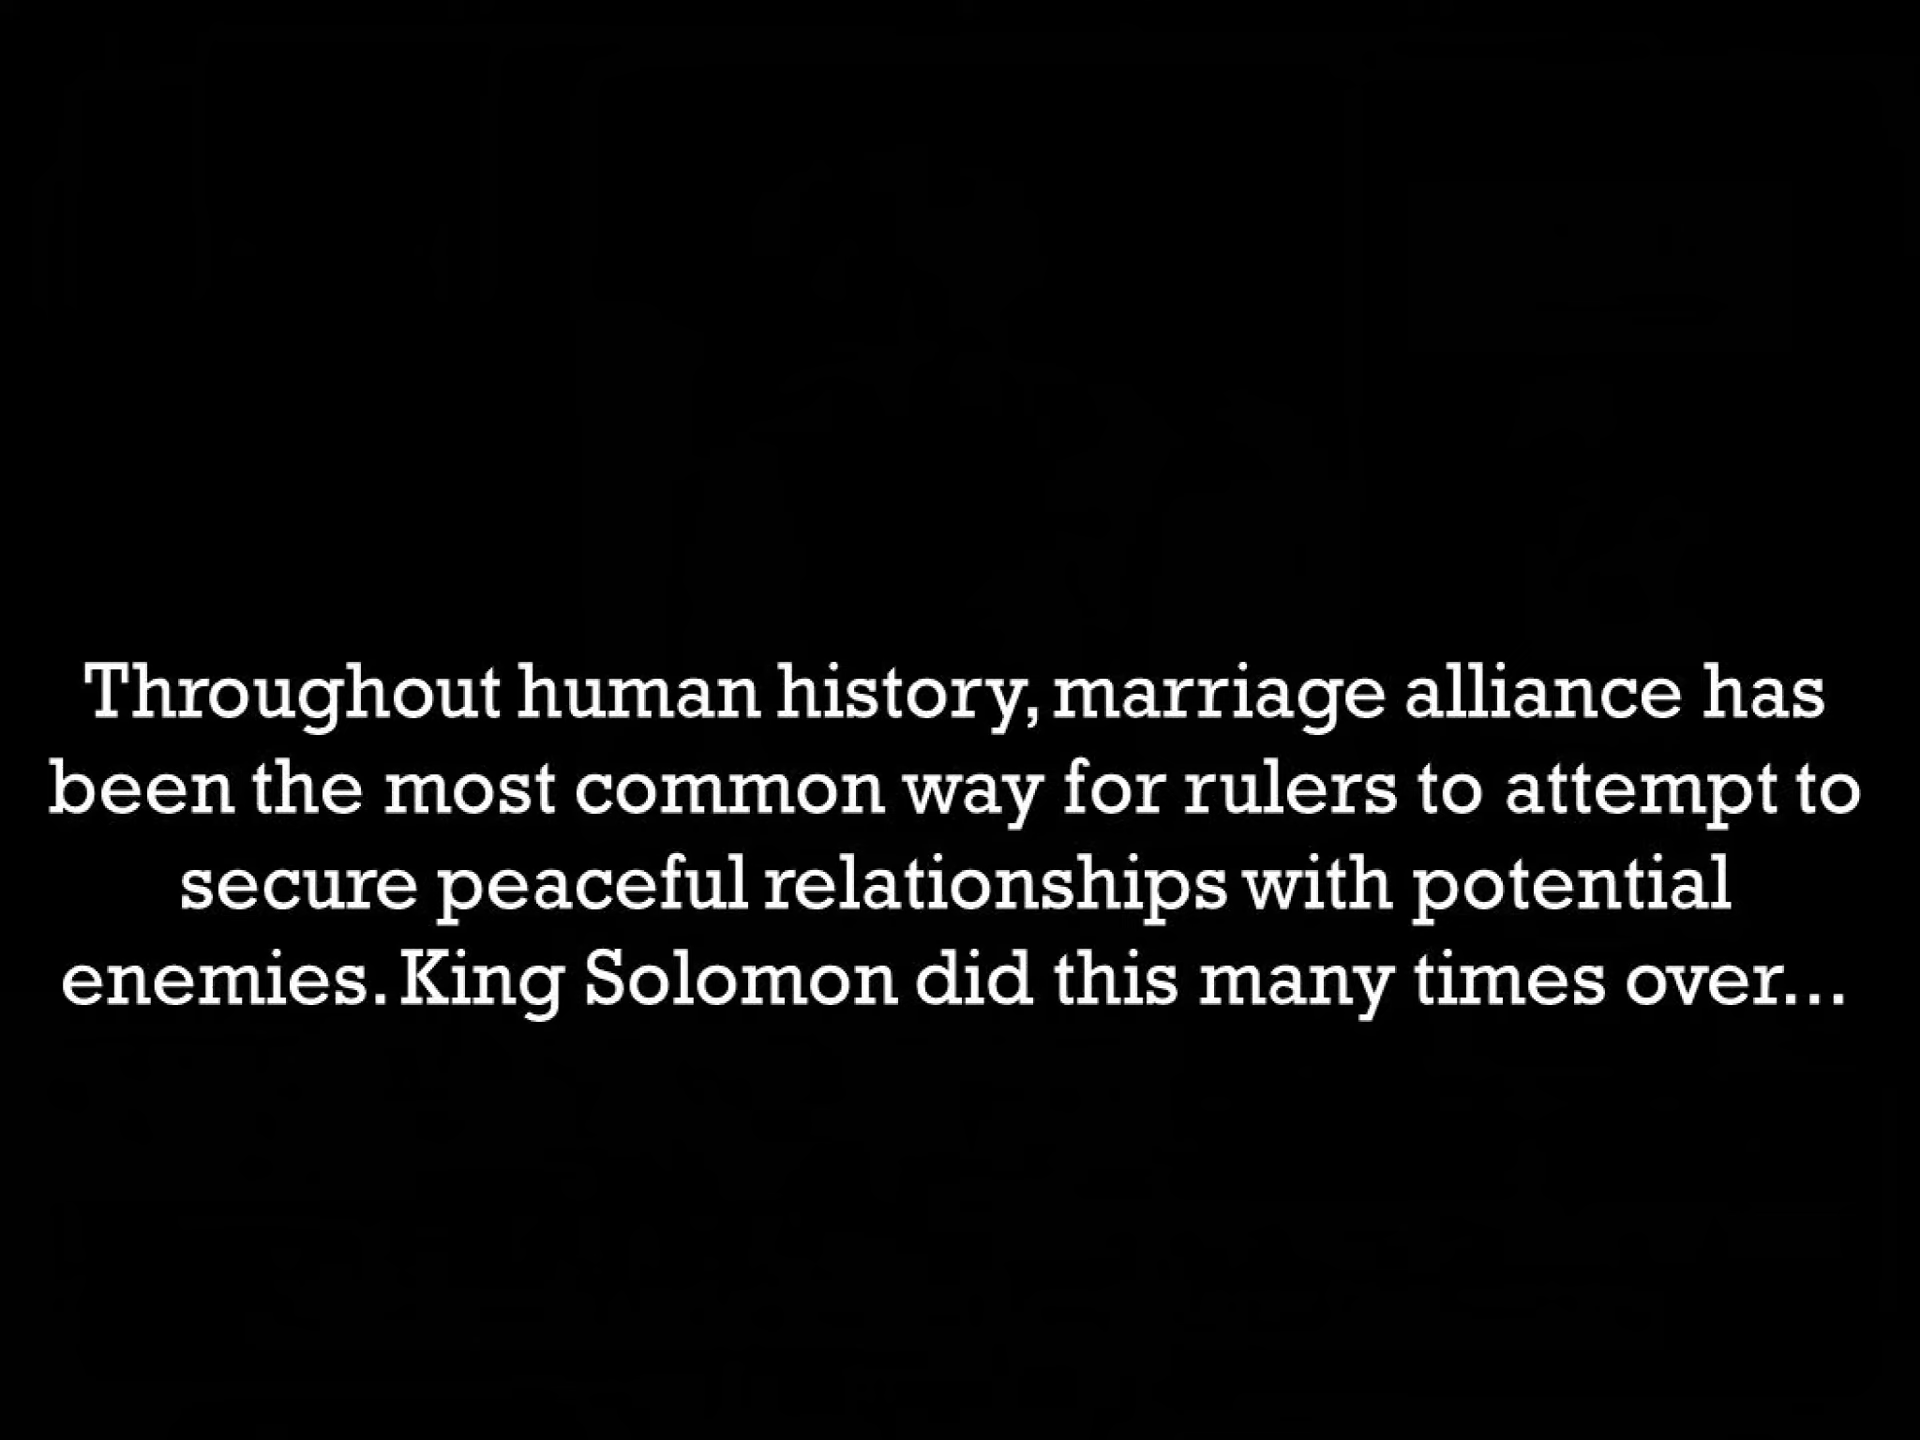 Throughout human history, marriage alliance has
been the most common way for rulers to attempt to
secure peaceful relationships with potential
enemies. King Solomon did this many times over...